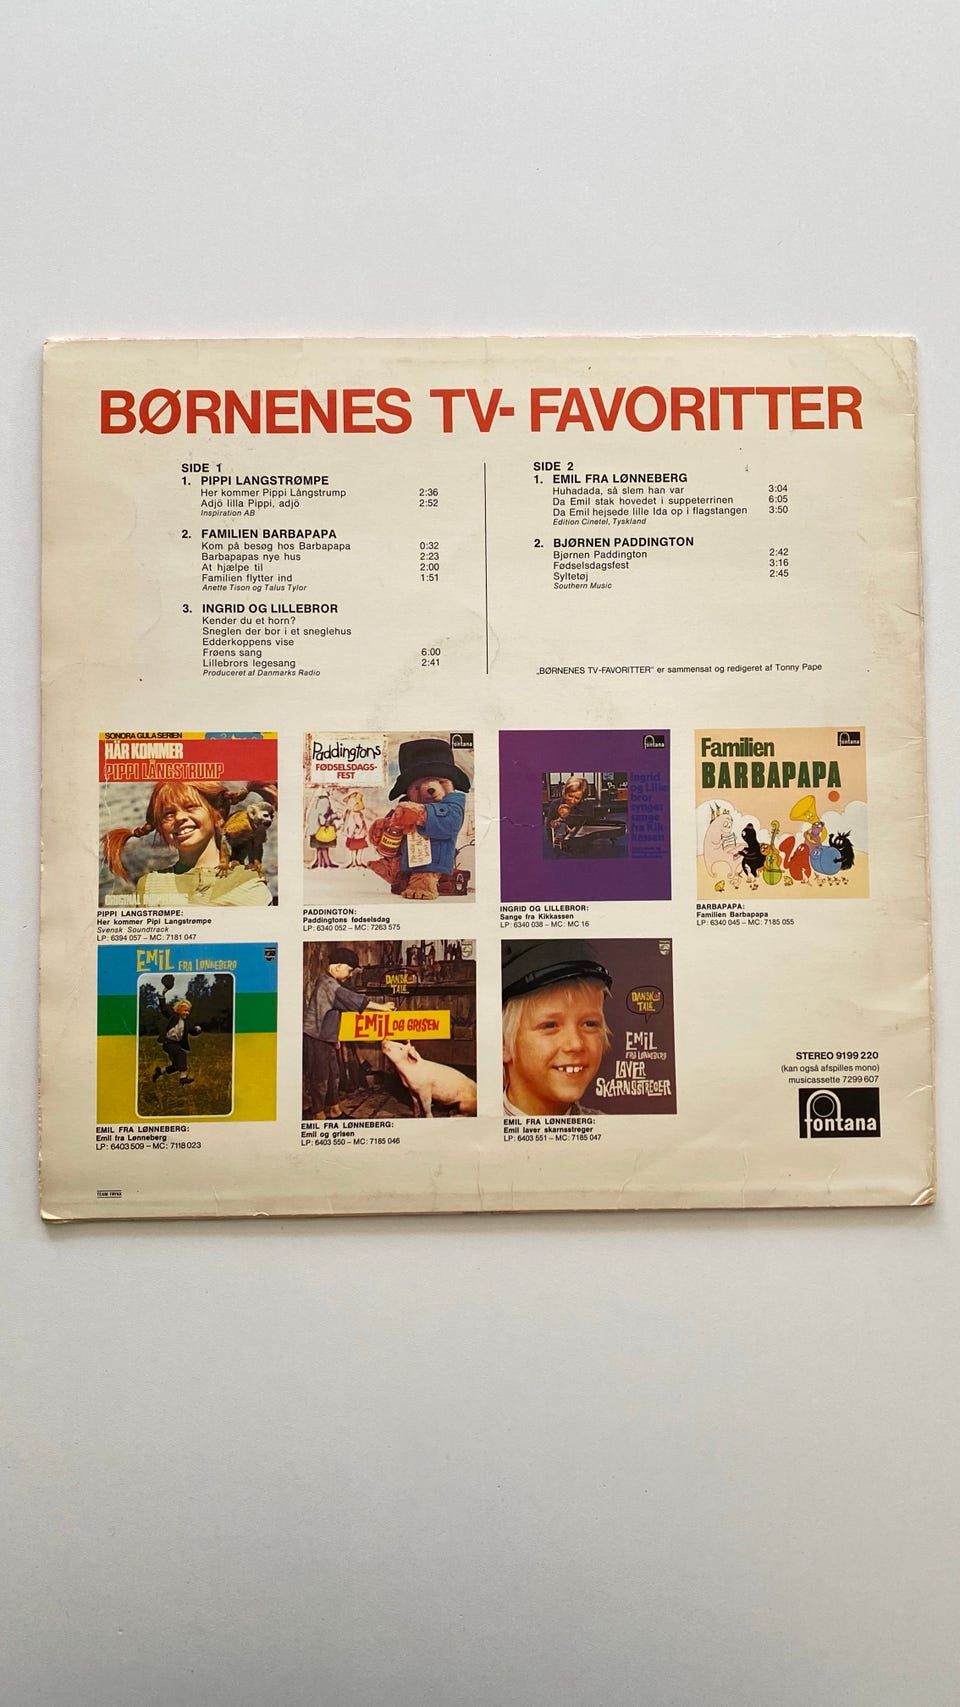 BØRNENES TV-FAVORITTER
SIDE 1
1. PIPPI LANGSTRØMPE
Her kommer Pippi Långstrump 2:36
Adjö lilla Pippi, adjö 2:52
Inspiration AB
2. FAMILIEN BARBAPAPA
Kom på besøg hos Barbapapa 0:32
Barbapapas nye hus 2:23
At hjælpe til 2:00
Familien flytter ind 1:51
Anette Tison og Talus Tylor
3. INGRID OG LILLEBROR
Kender du et horn?
Sneglen der bor i et sneglehus
Edderkoppens vise
Frøens sang 6:00
Lillebrors legesang 2:41
Produceret af Danmarks Radio
SIDE 2
1. EMIL FRA LØNNEBERG
Huhadada, så slem han var 3:04
Da Emil stak hovedet i suppeterrinen 6:05
Da Emil hejsede lille Ida op i flagstangen 3:50
Edition Cinetel, Tyskland
2. BJØRNEN PADDINGTON
Bjørnen Paddington 2:42
Fødselsdagsfest 3:16
Syltetøj 2:45
Southern Music
„BØRNENES TV-FAVORITTER“ er sammensat og redigeret af Tonny Pape
SONORA GULA SERIEN
HÄR KOMMER
PIPPI LÅNGSTRUMP
PIPPI LANGSTRØMPE:
Her kommer Pipi Langstrømpe
Svensk Soundtrack
LP: 6394 057 – MC: 7181 047
Paddingtons
FØDSELSDAGS-
FEST
fontana
PADDINGTON:
Paddingtons fødselsdag
LP: 6340 052 – MC: 7263 575
fontana
Ingrid
og Lille
bror
synger
sange
fra Kik
kassen
INGRID OG LILLEBROR:
Sange fra Kikkassen
LP: 6340 038 – MC: MC 16
Familien
BARBAPAPA
fontana
BARBAPAPA:
Familien Barbapapa
LP: 6340 045 – MC: 7185 055
EMIL FRA LØNNEBERG
EMIL FRA LØNNEBERG:
Emil fra Lønneberg
LP: 6403 509 – MC: 7118 023
DANSK
TALE
EMIL OG GRISEN
EMIL FRA LØNNEBERG:
Emil og grisen
LP: 6403 550 – MC: 7185 046
DANSK
TALE
EMIL
FRA LØNNEBERG
LAVER
SKARNSSTREGER
EMIL FRA LØNNEBERG:
Emil laver skarnsstreger
LP: 6403 551 – MC: 7185 047
STEREO 9199 220
(kan også afspilles mono)
musicassette 7299 607
fontana